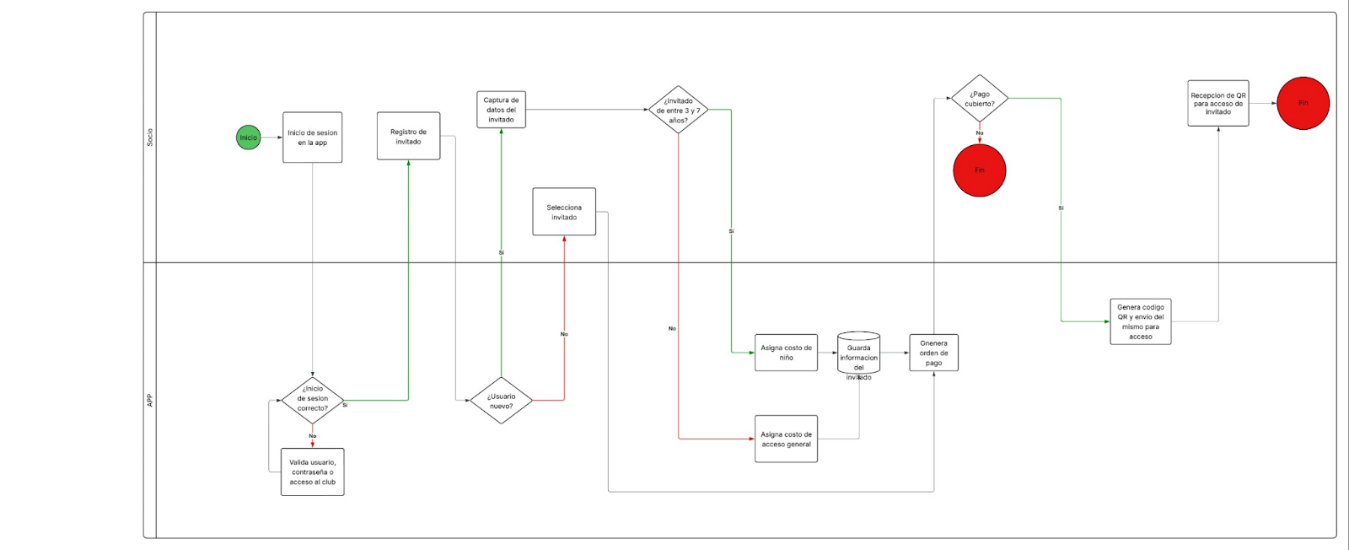 Socio
Inicio
Inicio de sesion
en la app
Registro de
invitado
Captura de
datos del
invitado
Selecciona
invitado
¿Invitado
de entre 3 y 7
años?
¿Pago
cubierto?
No
Fin
Recepcion de QR
para acceso de
invitado
Fin
Si
Si
Si
APP
¿Inicio
de sesion
correcto?
Si
No
Valida usuario,
contraseña o
acceso al club
¿Usuario
nuevo?
No
No
Asigna costo de
niño
Guarda
informacion
del
invitado
Gnenera
orden de
pago
Asigna costo de
acceso general
Genera codigo
QR y envio del
mismo para
acceso